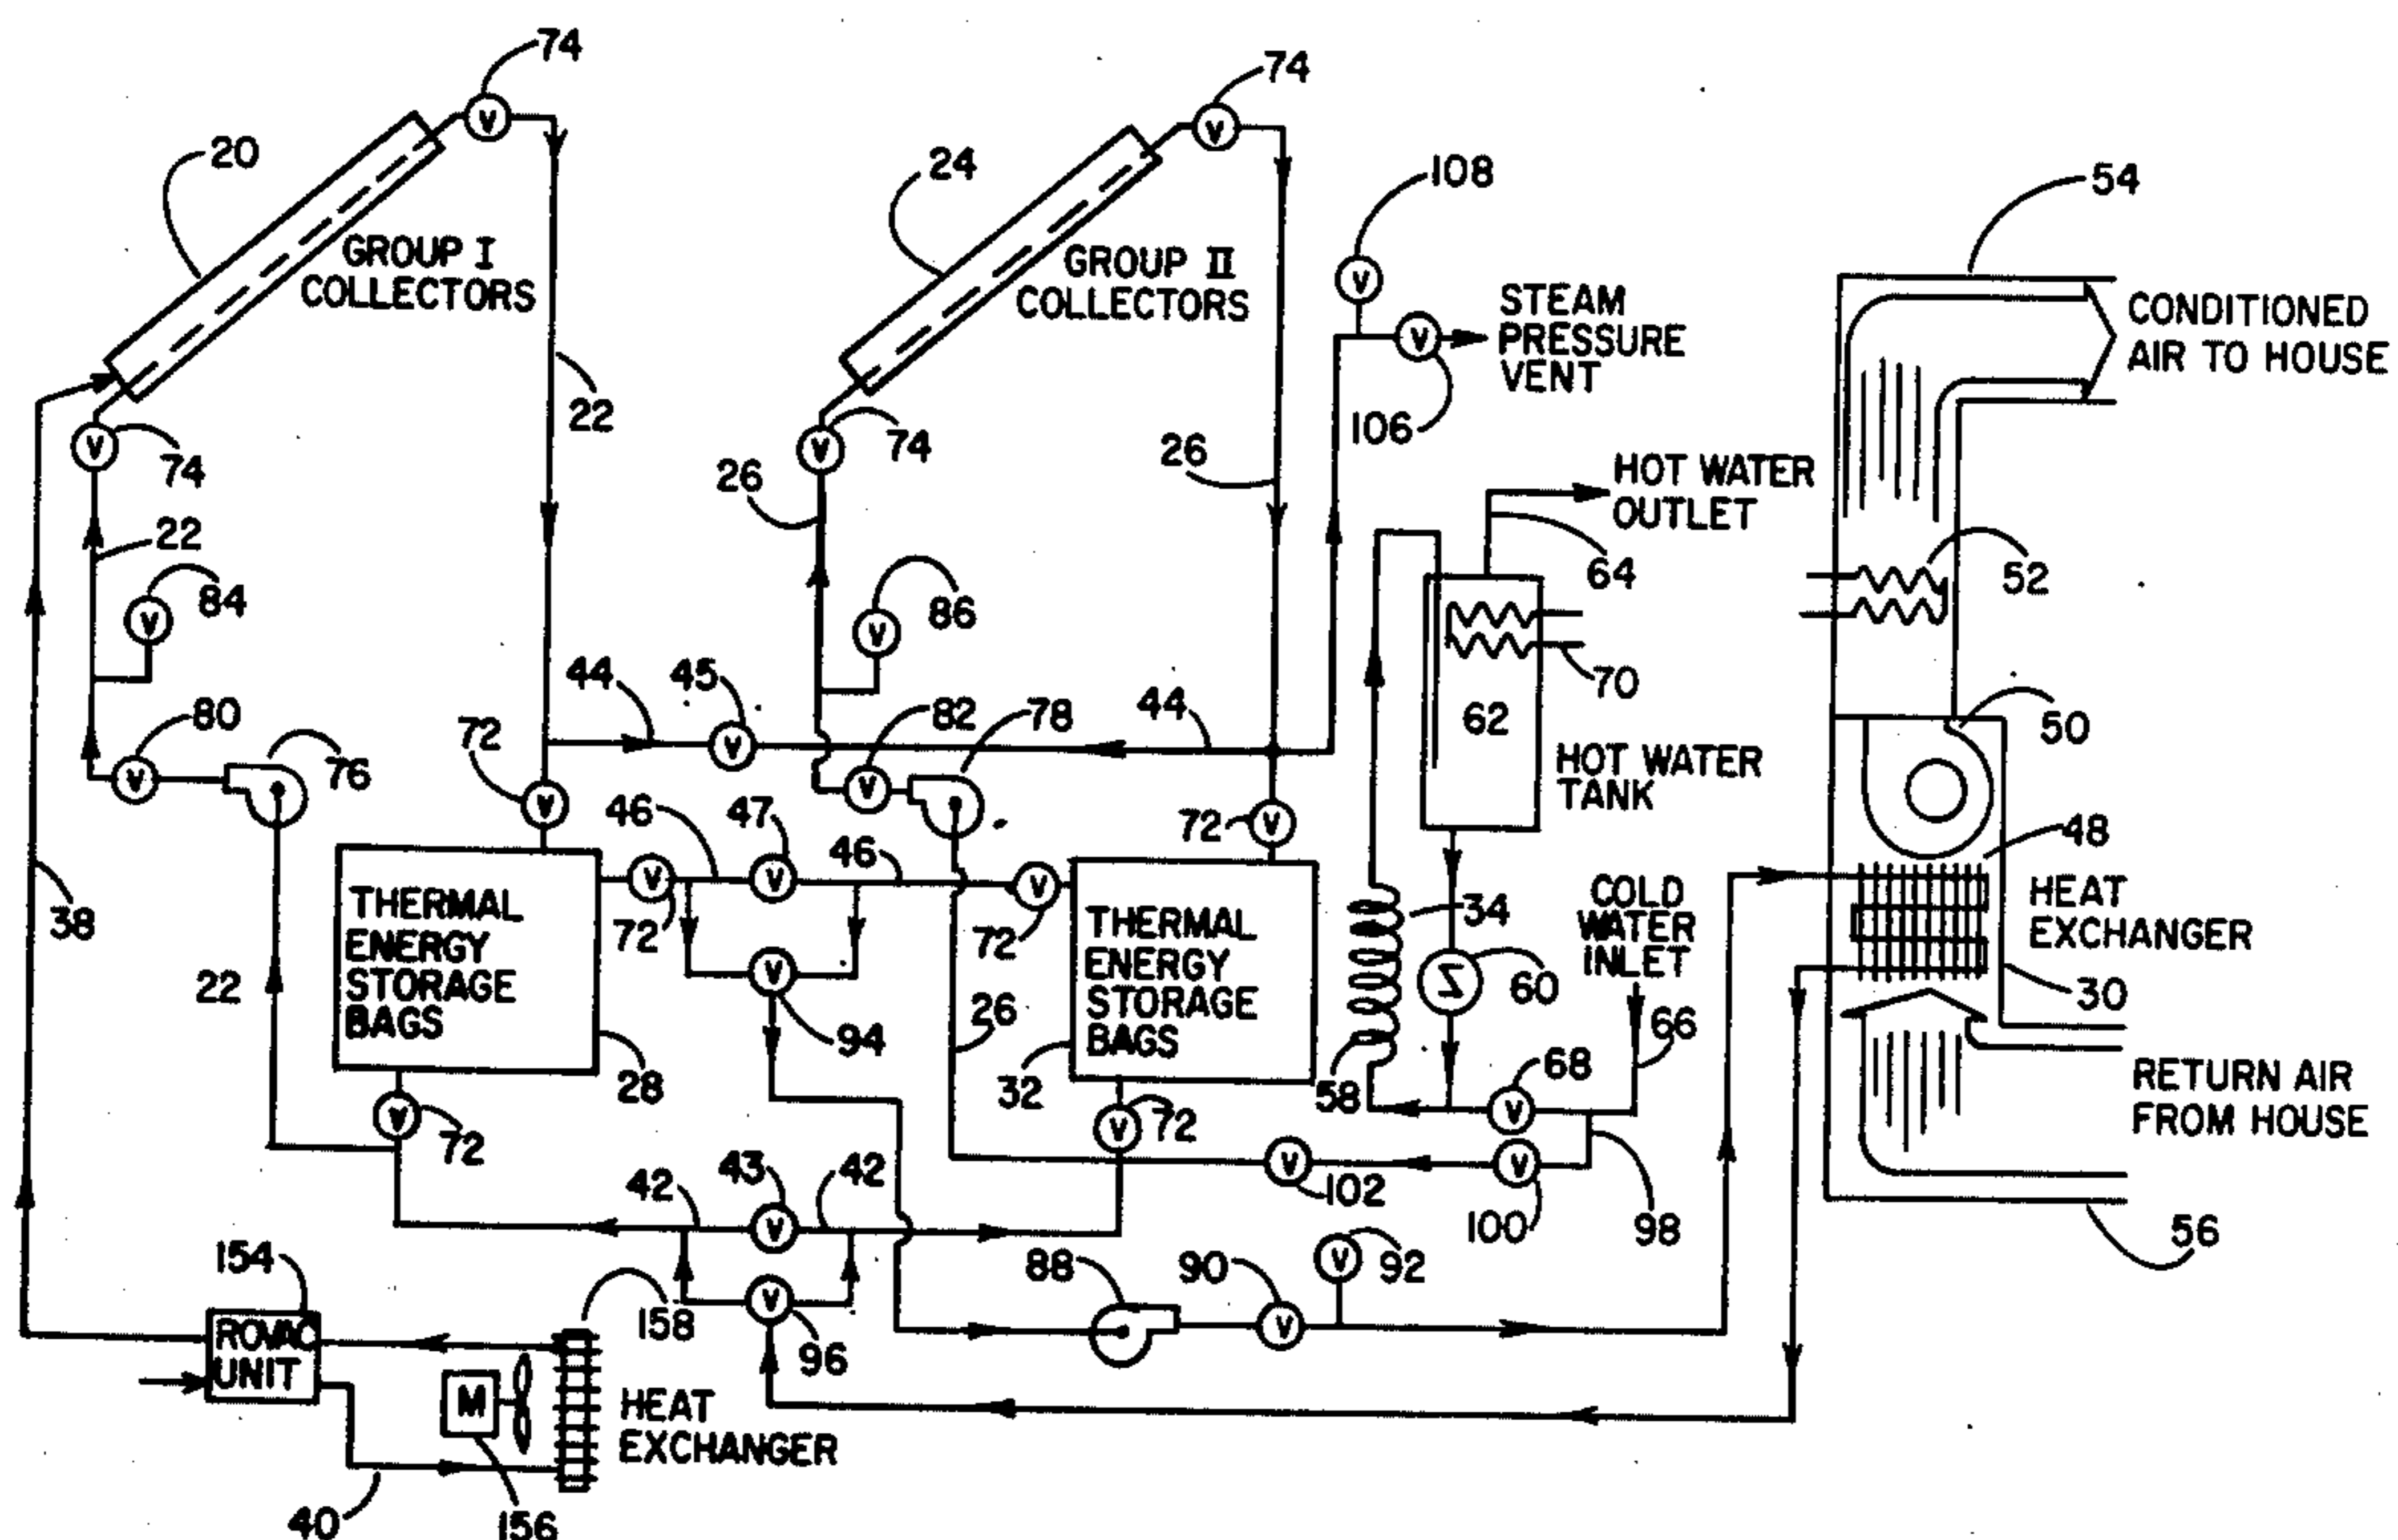 74
74
20
24
108
54
GROUP I
COLLECTORS
GROUP II
COLLECTORS
STEAM
PRESSURE
VENT
CONDITIONED
AIR TO HOUSE
V
V
V
V
22
106
74
74
26
26
HOT WATER
OUTLET
V
V
22
84
86
64
52
V
V
44
45
44
70
80
72
82
78
62
50
76
V
HOT WATER
TANK
V
V
V
46
47
46
72
V
48
V
V
V
THERMAL
ENERGY
STORAGE
BAGS
72
72
THERMAL
ENERGY
STORAGE
BAGS
34
COLD
WATER
INLET
HEAT
EXCHANGER
38
22
V
94
26
60
30
66
28
32
58
68
RETURN AIR
FROM HOUSE
V
72
V
72
V
42
43
42
V
102
V
100
98
V
56
154
158
88
90
V
92
ROVAC
UNIT
V
96
V
M
HEAT
EXCHANGER
40
156